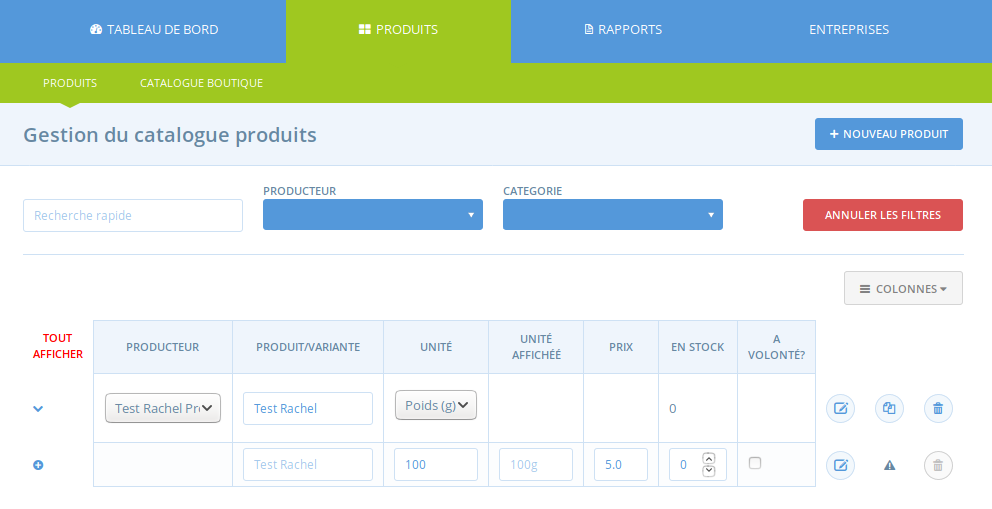 TABLEAU DE BORD PRODUITS RAPPORTS ENTREPRISES
PRODUITS CATALOGUE BOUTIQUE
Gestion du catalogue produits
NOUVEAU PRODUIT
PRODUCTEUR CATEGORIE
Recherche rapide
ANNULER LES FILTRES
COLONNES
TOUT
AFFICHER
PRODUCTEUR PRODUIT/VARIANTE UNITÉ
UNITÉ
AFFICHÉÉ
PRIX EN STOCK
A
VOLONTÉ?
Test Rachel Pr Test Rachel Poids (g) 0
Test Rachel 100 100g 5.0 0